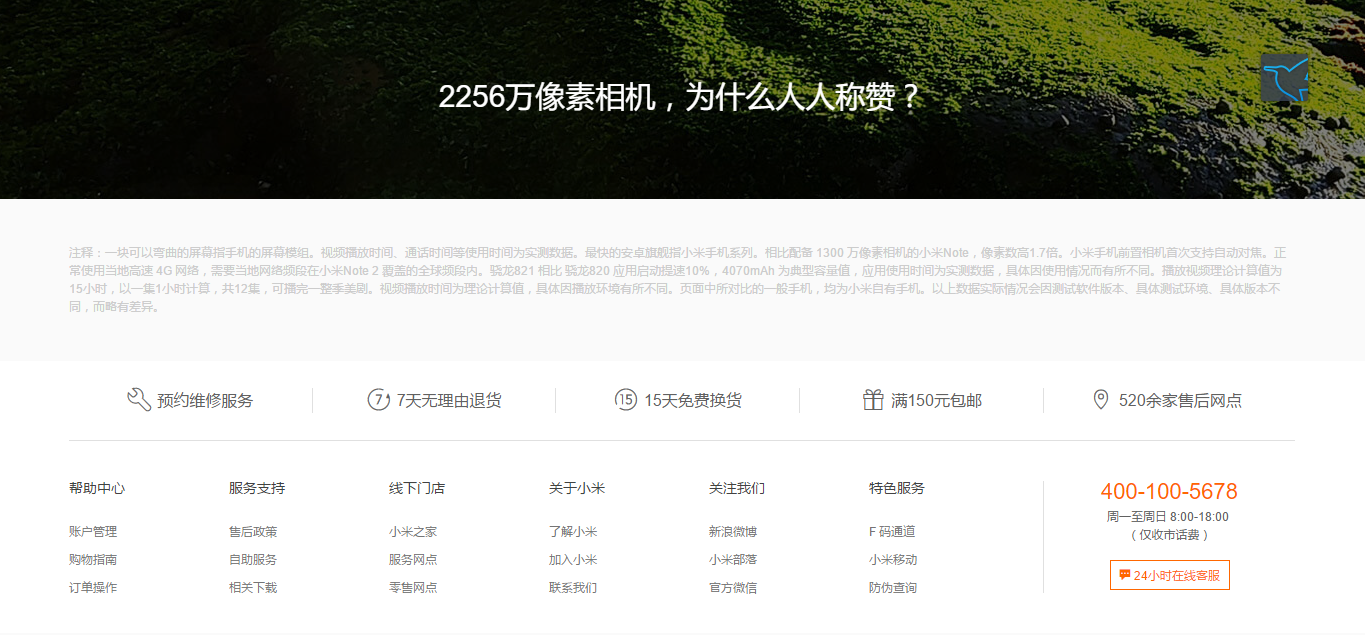 2256万像素相机，为什么人人称赞？
注释：一块可以弯曲的屏幕指手机的屏幕模组。视频播放时间、通话时间等使用时间为实测数据。最快的安卓旗舰指小米手机系列。相比配备 1300 万像素相机的小米Note，像素数高1.7倍。小米手机前置相机首次支持自动对焦。正
常使用当地高速 4G 网络，需要当地网络频段在小米Note 2 覆盖的全球频段内。骁龙821 相比 骁龙820 应用启动提速10%，4070mAh 为典型容量值，应用使用时间为实测数据，具体因使用情况而有所不同。播放视频理论计算值为
15小时，以一集1小时计算，共12集，可播完一整季美剧。视频播放时间为理论计算值，具体因播放环境有所不同。页面中所对比的一般手机，均为小米自有手机。以上数据实际情况会因测试软件版本、具体测试环境、具体版本不
同，而略有差异。
预约维修服务
7 7天无理由退货
15 15天免费换货
满150元包邮
520余家售后网点
帮助中心
账户管理
购物指南
订单操作
服务支持
售后政策
自助服务
相关下载
线下门店
小米之家
服务网点
零售网点
关于小米
了解小米
加入小米
联系我们
关注我们
新浪微博
小米部落
官方微信
特色服务
F 码通道
小米移动
防伪查询
400-100-5678
周一至周日 8:00-18:00
（仅收市话费）
24小时在线客服